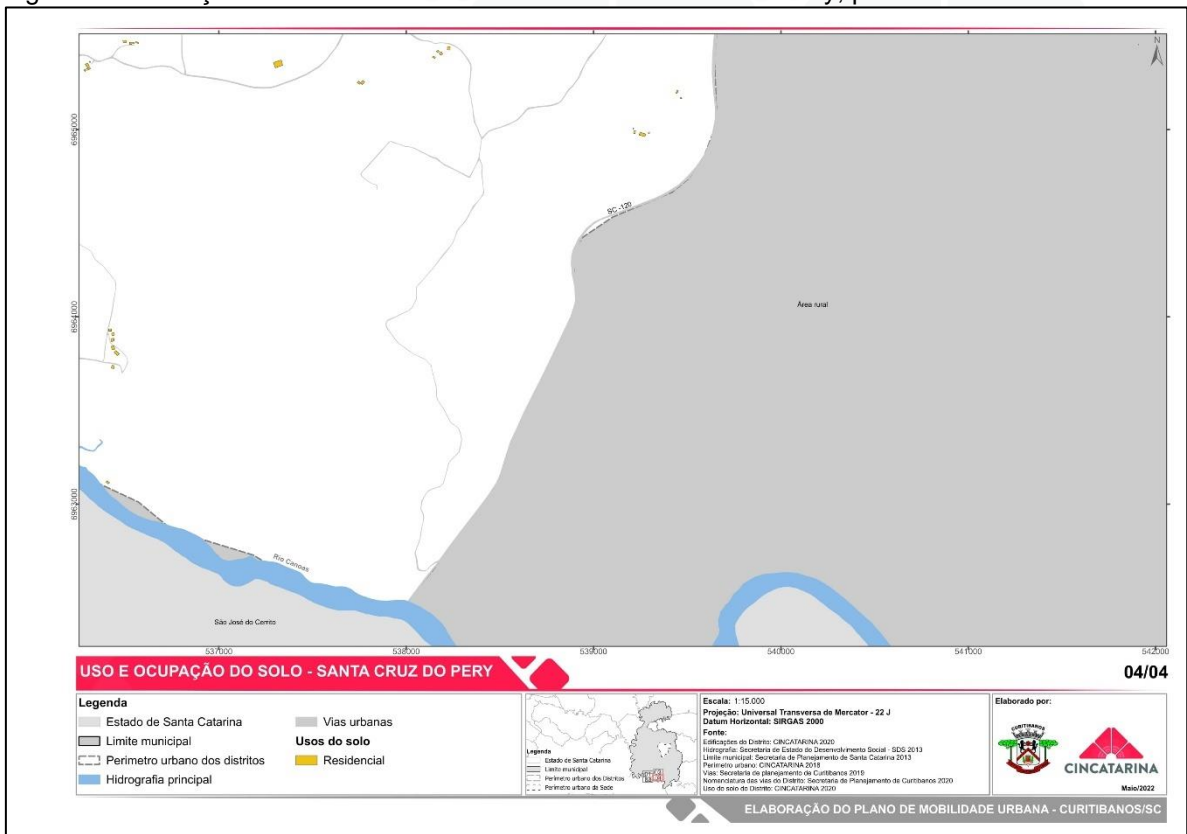 N
6965000
6964000
6963000
SC -120
Área rural
Rio Canoas
São José do Cerrito
537000
538000
539000
540000
541000
542000
USO E OCUPAÇÃO DO SOLO - SANTA CRUZ DO PERY
04/04
Legenda
Estado de Santa Catarina
Limite municipal
Perímetro urbano dos distritos
Hidrografia principal
Vias urbanas
Usos do solo
Residencial
Legenda
Estado de Santa Catarina
Limite municipal
Perímetro urbano dos Distritos
Perímetro urbano da Sede
Escala: 1:15.000
Projeção: Universal Transversa de Mercator - 22 J
Datum Horizontal: SIRGAS 2000
Fonte:
Edificações do Distrito: CINCATARINA 2020
Hidrografia: Secretaria de Estado do Desenvolvimento Social - SDS 2013
Limite municipal: Secretaria de Planejamento de Santa Catarina 2013
Perímetro urbano: CINCATARINA 2018
Vias: Secretaria de planejamento de Curitibanos 2019
Nomenclatura das vias do Distrito: Secretaria de Planejamento de Curitibanos 2020
Uso do solo do Distrito: CINCATARINA 2020
Elaborado por:
CURITIBANOS
CINCATARINA
Maio/2022
ELABORAÇÃO DO PLANO DE MOBILIDADE URBANA - CURITIBANOS/SC